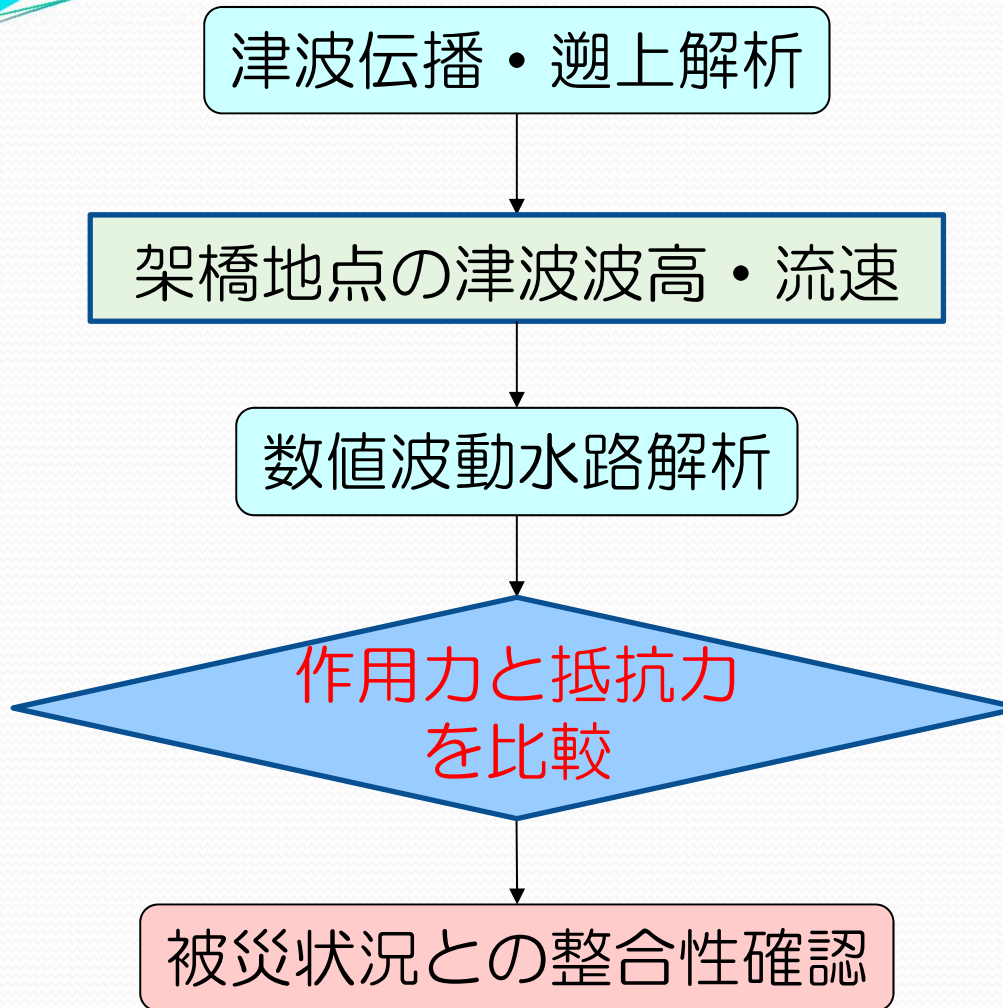 津波伝播・遡上解析
架橋地点の津波波高・流速
数値波動水路解析
作用力と抵抗力
を比較
被災状況との整合性確認